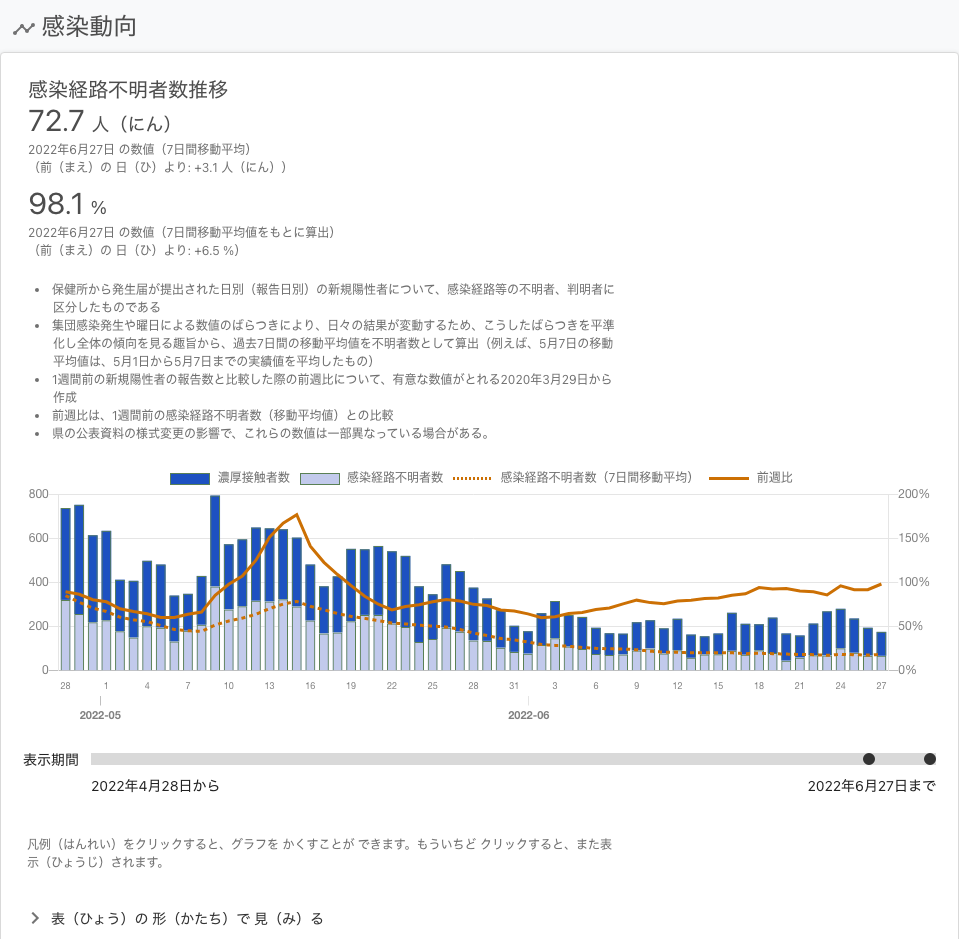 感染動向
感染経路不明者数推移
72.7 人（にん）
2022年6月27日 の数値（7日間移動平均）
（前（まえ）の 日（ひ）より: +3.1 人（にん））
98.1 %
2022年6月27日 の数値（7日間移動平均値をもとに算出）
（前（まえ）の 日（ひ）より: +6.5 %）
• 保健所から発生届が提出された日別（報告日別）の新規陽性者について、感染経路等の不明者、判明者に
区分したものである
• 集団感染発生や曜日による数値のばらつきにより、日々の結果が変動するため、こうしたばらつきを平準
化し全体の傾向を見る趣旨から、過去7日間の移動平均値を不明者数として算出（例えば、5月7日の移動
平均値は、5月1日から5月7日までの実績値を平均したもの）
• 1週間前の新規陽性者の報告数と比較した際の前週比について、有意な数値がとれる2020年3月29日から
作成
• 前週比は、1週間前の感染経路不明者数（移動平均値）との比較
• 県の公表資料の様式変更の影響で、これらの数値は一部異なっている場合がある。
濃厚接触者数 感染経路不明者数 感染経路不明者数（7日間移動平均） 前週比
800 200%
600 150%
400 100%
200 50%
0 0%
28 1 4 7 10 13 16 19 22 25 28 31 3 6 9 12 15 18 21 24 27
2022-05 2022-06
表示期間
2022年4月28日から 2022年6月27日まで
凡例（はんれい）をクリックすると、グラフを かくすことが できます。もういちど クリックすると、また表
示（ひょうじ）されます。
表（ひょう）の 形（かたち）で 見（み）る